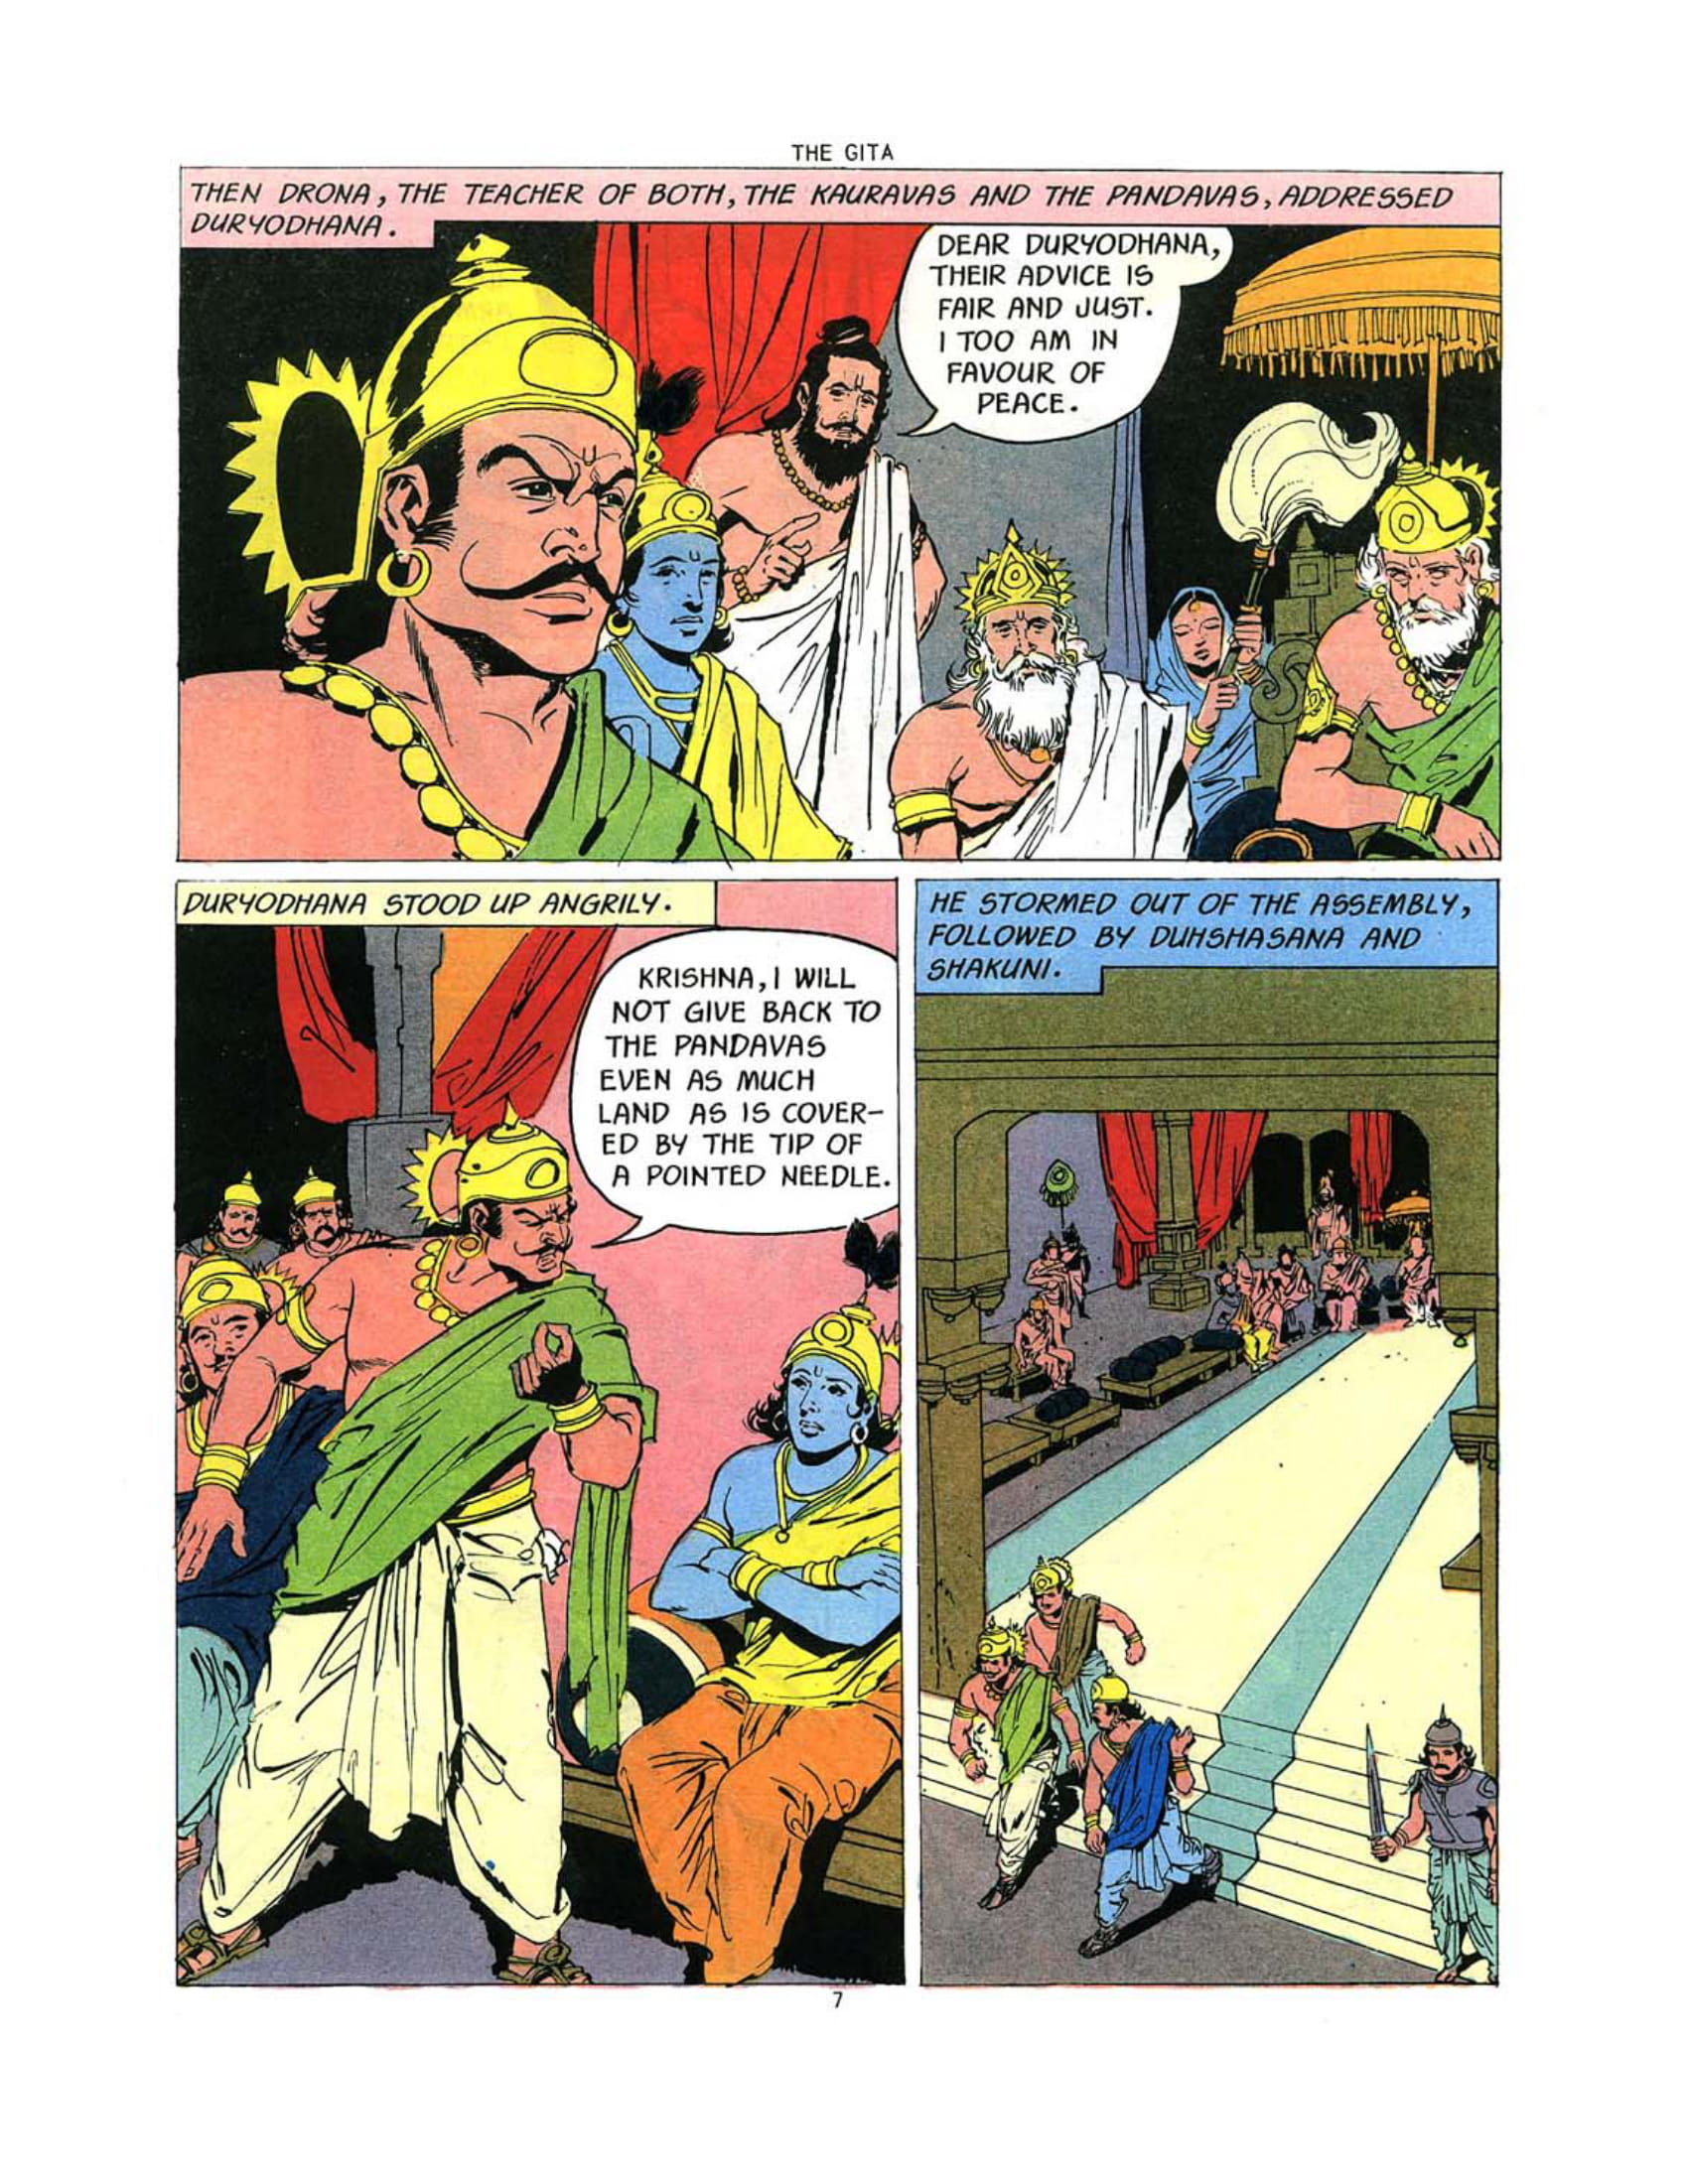 THE GITA
THEN DRONA, THE TEACHER OF BOTH, THE KAURAVAS AND THE PANDAVAS, ADDRESSED
DURYODHANA.
DEAR DURYODHANA,
THEIR ADVICE IS
FAIR AND JUST.
I TOO AM IN
FAVOUR OF
PEACE.
DURYODHANA STOOD UP ANGRILY.
KRISHNA, I WILL
NOT GIVE BACK TO
THE PANDAVAS
EVEN AS MUCH
LAND AS IS COVER-
ED BY THE TIP OF
A POINTED NEEDLE.
HE STORMED OUT OF THE ASSEMBLY,
FOLLOWED BY DUHSHASANA AND
SHAKUNI.
7